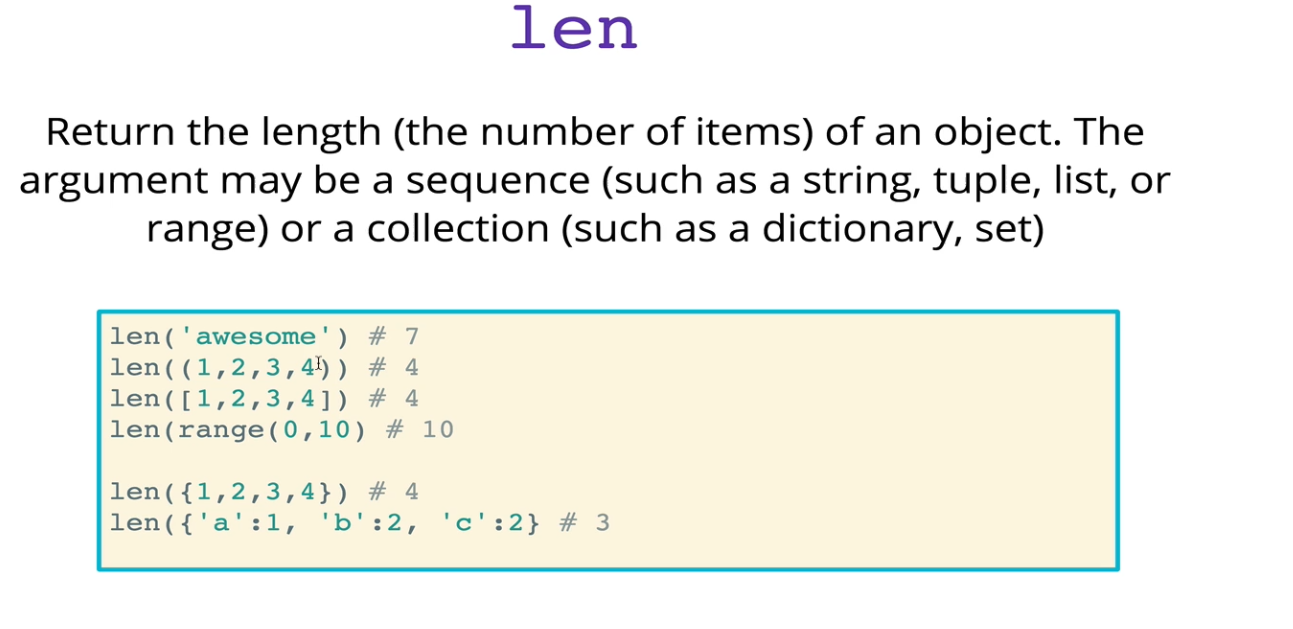 len
Return the length (the number of items) of an object. The
argument may be a sequence (such as a string, tuple, list, or
range) or a collection (such as a dictionary, set)
len('awesome') # 7
len((1,2,3,4)) # 4
len([1,2,3,4]) # 4
len(range(0,10) # 10
len({1,2,3,4}) # 4
len({'a':1, 'b':2, 'c':2} # 3